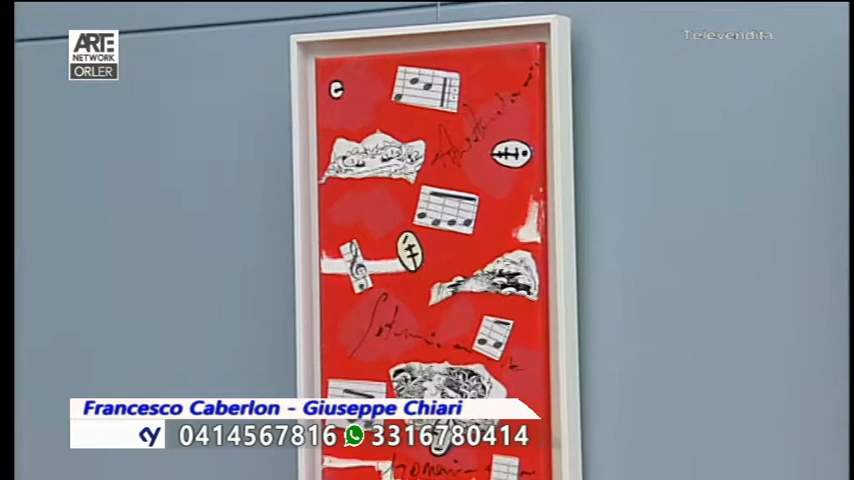 ARTE
NETWORK
ORLER
Televendita
Francesco Caberlon - Giuseppe Chiari
0414567816 3316780414